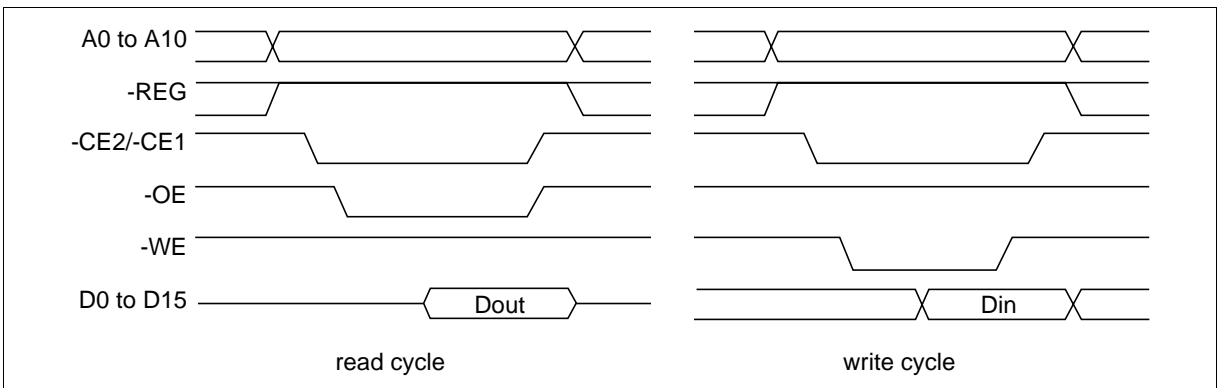 A0 to A10
-REG
-CE2/-CE1
-OE
-WE
D0 to D15
Dout
Din
read cycle
write cycle